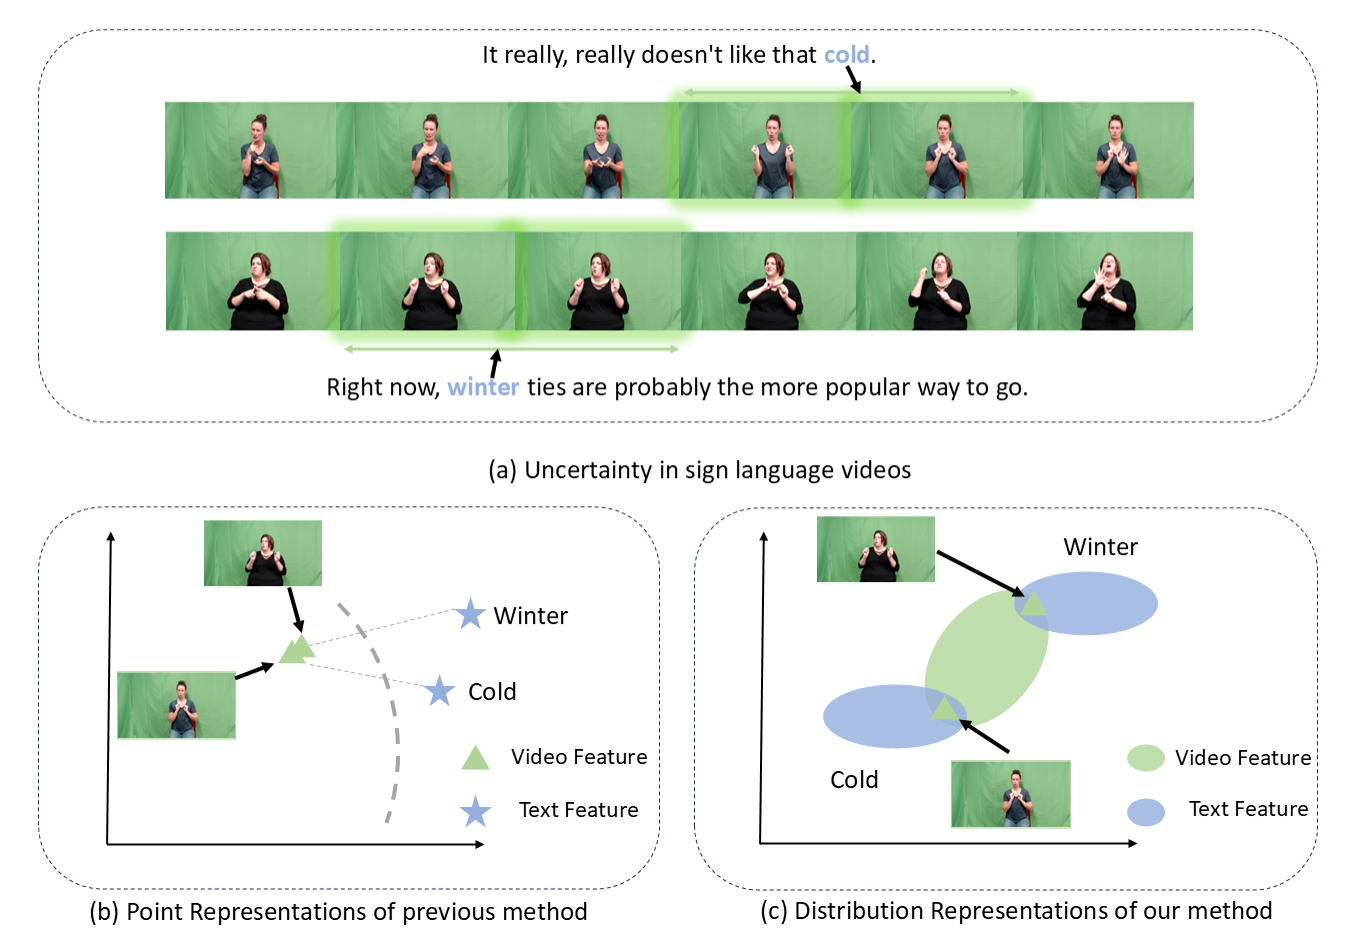 It really, really doesn't like that cold.
Right now, winter ties are probably the more popular way to go.
(a) Uncertainty in sign language videos
Winter
Cold
Video Feature
Text Feature
(b) Point Representations of previous method
Winter
Cold
Video Feature
Text Feature
(c) Distribution Representations of our method